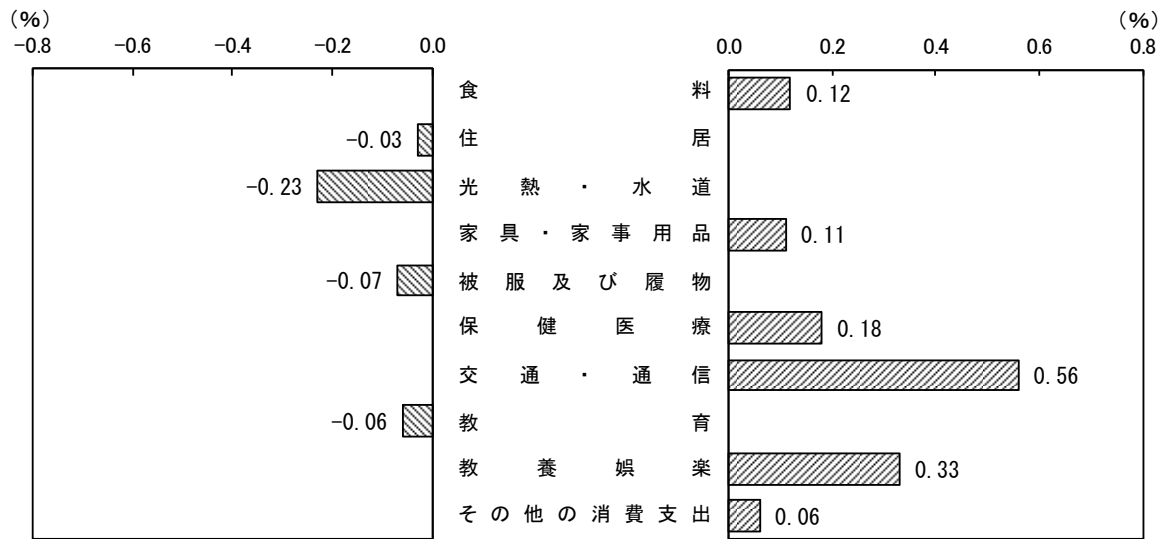 (%) (%)
-0.8 -0.6 -0.4 -0.2 0.0 0.0 0.2 0.4 0.6 0.8
食料 0.12
-0.03 住居
-0.23 光熱・水道
家具・家事用品 0.11
-0.07 被服及び履物
保健医療 0.18
交通・通信 0.56
-0.06 教育
教養娯楽 0.33
その他の消費支出 0.06